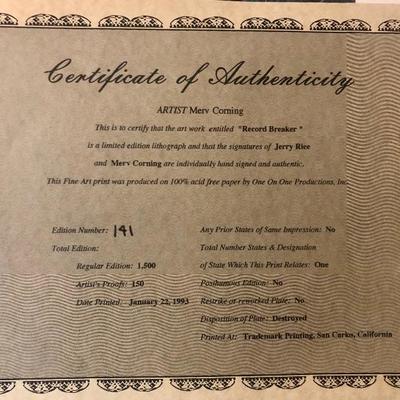 Certificate of Authenticity
ARTIST Merv Corning
This is to certify that the art work entitled "Record Breaker"
is a limited edition lithograph and that the signatures of Jerry Rice
and Merv Corning are individually hand signed and authentic.
This Fine Art print was produced on 100% acid free paper by One On One Productions, Inc.
Edition Number: 141
Total Edition:
Regular Edition: 1,500
Artist's Proofs: 150
Date Printed: January 22, 1993
Any Prior States of Same Impression: No
Total Number States & Designation
of State Which This Print Relates: One
Posthumous Edition: No
Restrike or reworked Plate: No
Disposition of Plate: Destroyed
Printed At: Trademark Printing, San Carlos, California